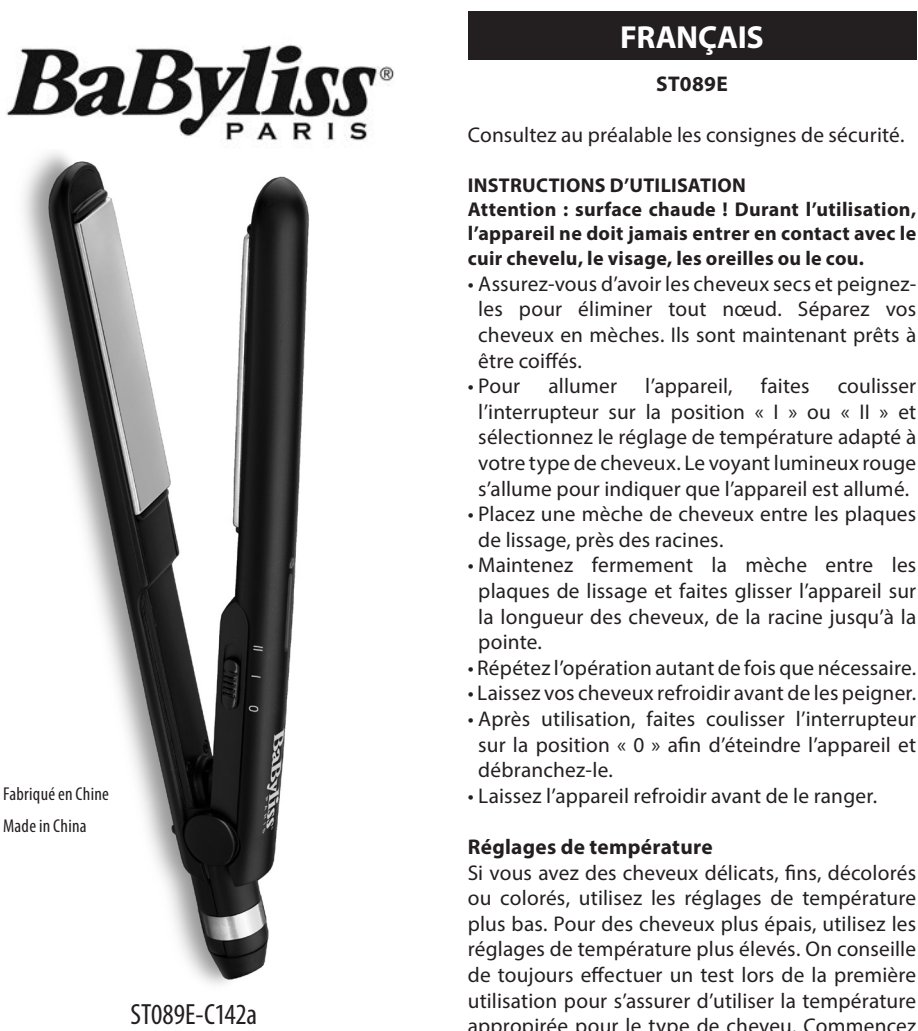 BaByliss®
PARIS
II
I
0
BaByliss
PARIS
Fabriqué en Chine
Made in China
ST089E-C142a
FRANÇAIS
ST089E
Consultez au préalable les consignes de sécurité.
INSTRUCTIONS D’UTILISATION
Attention : surface chaude ! Durant l’utilisation,
l’appareil ne doit jamais entrer en contact avec le
cuir chevelu, le visage, les oreilles ou le cou.
• Assurez-vous d’avoir les cheveux secs et peignez-
les pour éliminer tout nœud. Séparez vos
cheveux en mèches. Ils sont maintenant prêts à
être coiffés.
• Pour allumer l’appareil, faites coulisser
l’interrupteur sur la position « I » ou « II » et
sélectionnez le réglage de température adapté à
votre type de cheveux. Le voyant lumineux rouge
s’allume pour indiquer que l’appareil est allumé.
• Placez une mèche de cheveux entre les plaques
de lissage, près des racines.
• Maintenez fermement la mèche entre les
plaques de lissage et faites glisser l’appareil sur
la longueur des cheveux, de la racine jusqu’à la
pointe.
• Répétez l’opération autant de fois que nécessaire.
• Laissez vos cheveux refroidir avant de les peigner.
• Après utilisation, faites coulisser l’interrupteur
sur la position « 0 » afin d’éteindre l’appareil et
débranchez-le.
• Laissez l’appareil refroidir avant de le ranger.
Réglages de température
Si vous avez des cheveux délicats, fins, décolorés
ou colorés, utilisez les réglages de température
plus bas. Pour des cheveux plus épais, utilisez les
réglages de température plus élevés. On conseille
de toujours effectuer un test lors de la première
utilisation pour s’assurer d’utiliser la température
appropirée pour le type de cheveu. Commencez